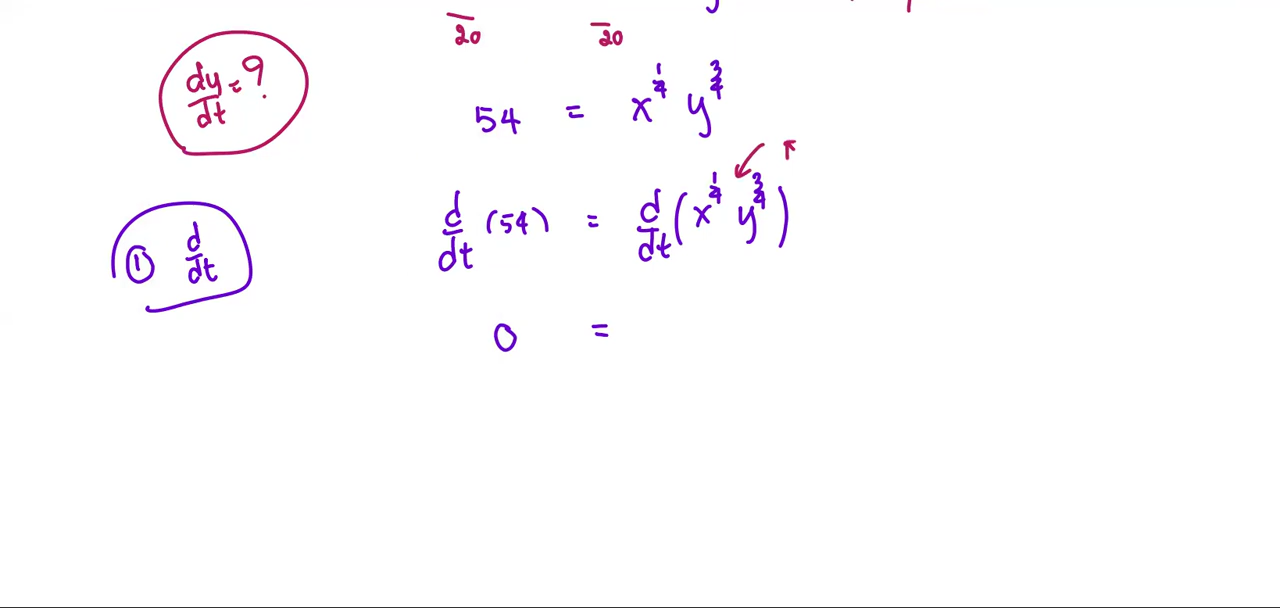 20 20
dy/dt = ?
54 = x^{1/4} y^{3/4}
d/dt (54) = d/dt (x^{1/4} y^{3/4})
① d/dt
0 =